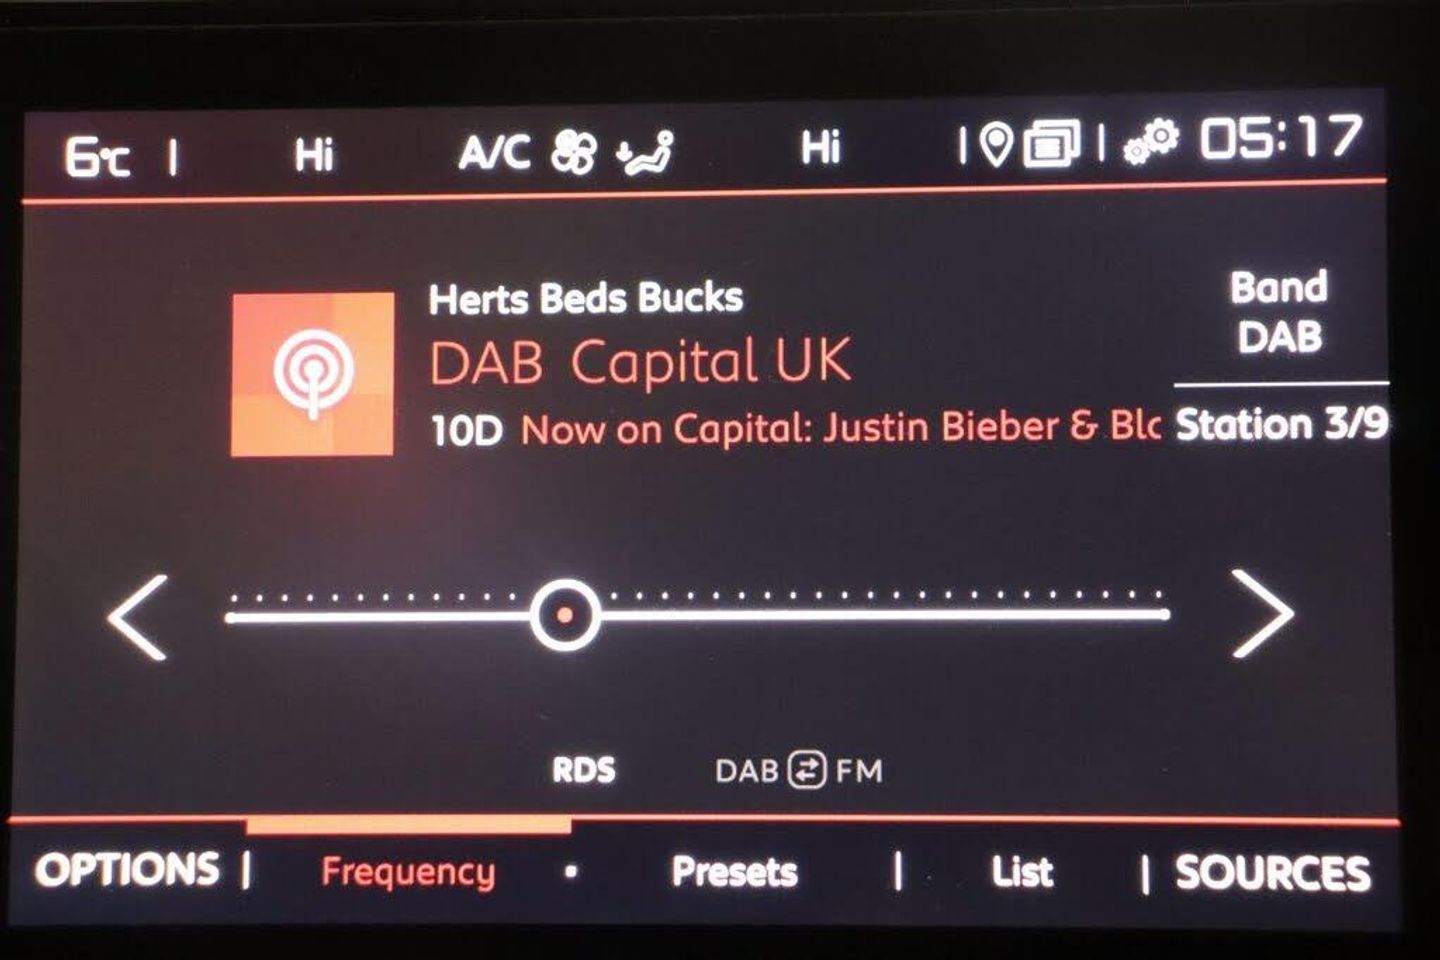 6°C | Hi A/C Hi | | 05:17
Herts Beds Bucks
DAB Capital UK
10D Now on Capital: Justin Bieber & Blo
Band
DAB
Station 3/9
RDS DAB FM
OPTIONS | Frequency • Presets | List | SOURCES